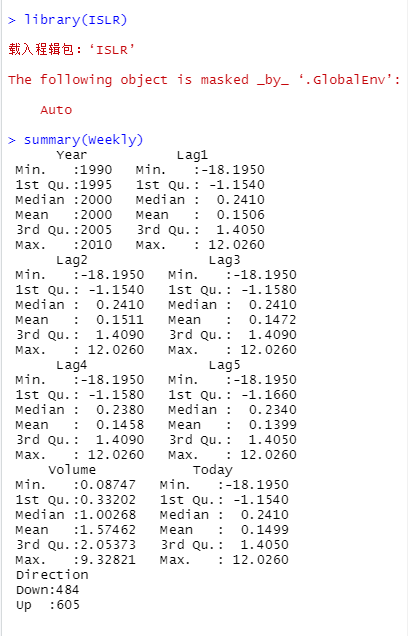 > library(ISLR)
载入程辑包：‘ISLR’
The following object is masked _by_ ‘.GlobalEnv’:
    Auto
> summary(Weekly)
      Year           Lag1
 Min.   :1990   Min.   :-18.1950
 1st Qu.:1995   1st Qu.: -1.1540
 Median :2000   Median :  0.2410
 Mean   :2000   Mean   :  0.1506
 3rd Qu.:2005   3rd Qu.:  1.4050
 Max.   :2010   Max.   : 12.0260
      Lag2               Lag3
 Min.   :-18.1950   Min.   :-18.1950
 1st Qu.: -1.1540   1st Qu.: -1.1580
 Median :  0.2410   Median :  0.2410
 Mean   :  0.1511   Mean   :  0.1472
 3rd Qu.:  1.4090   3rd Qu.:  1.4090
 Max.   : 12.0260   Max.   : 12.0260
      Lag4               Lag5
 Min.   :-18.1950   Min.   :-18.1950
 1st Qu.: -1.1580   1st Qu.: -1.1660
 Median :  0.2380   Median :  0.2340
 Mean   :  0.1458   Mean   :  0.1399
 3rd Qu.:  1.4090   3rd Qu.:  1.4050
 Max.   : 12.0260   Max.   : 12.0260
     Volume            Today
 Min.   :0.08747   Min.   :-18.1950
 1st Qu.:0.33202   1st Qu.: -1.1540
 Median :1.00268   Median :  0.2410
 Mean   :1.57462   Mean   :  0.1499
 3rd Qu.:2.05373   3rd Qu.:  1.4050
 Max.   :9.32821   Max.   : 12.0260
 Direction
 Down:484
 Up  :605